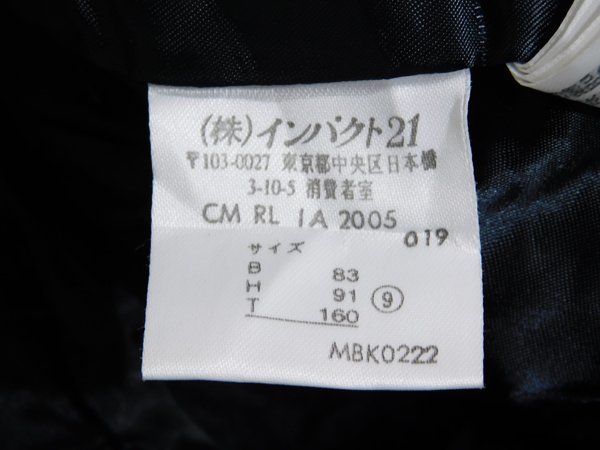 (株)インパクト21
〒103-0027 東京都中央区日本橋
3-10-5 消費者室
CM RL IA 2005
019
サイズ
B 83
H 91 ⑨
T 160
MBK0222